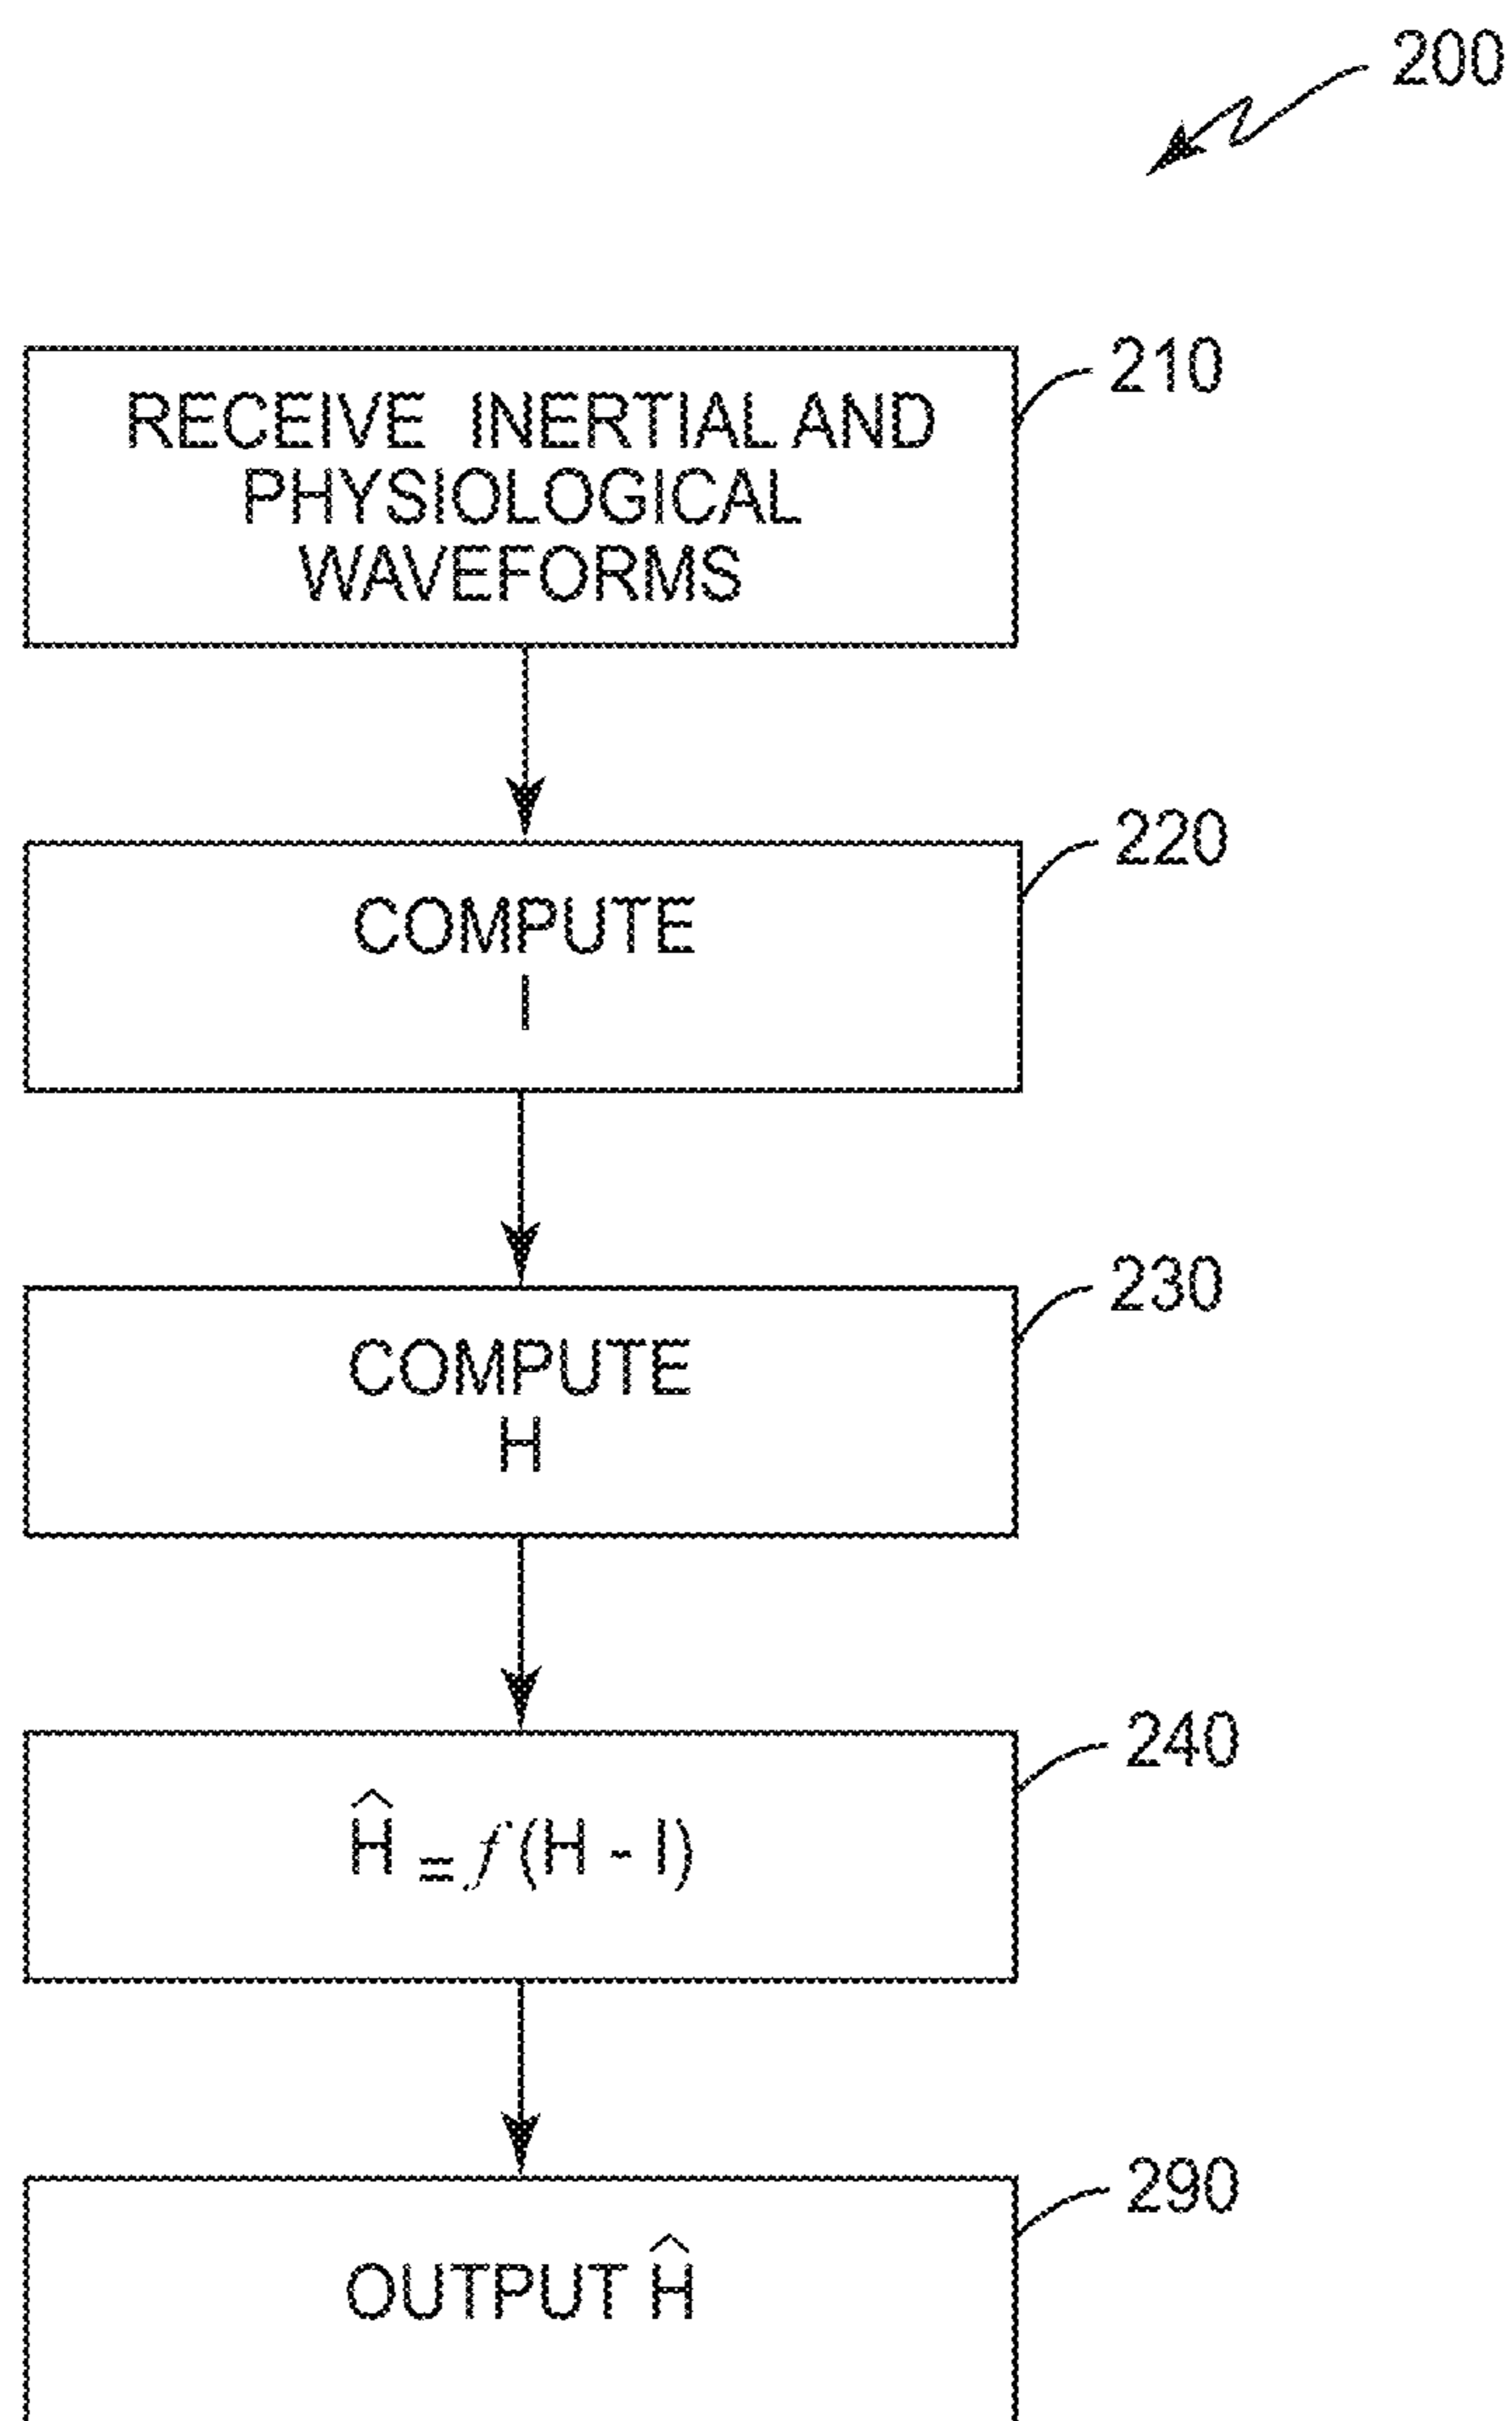 200
RECEIVE INERTIAL AND
PHYSIOLOGICAL
WAVEFORMS
210
COMPUTE
I
220
COMPUTE
H
230
Ĥ = f(H - I)
240
OUTPUT Ĥ
290